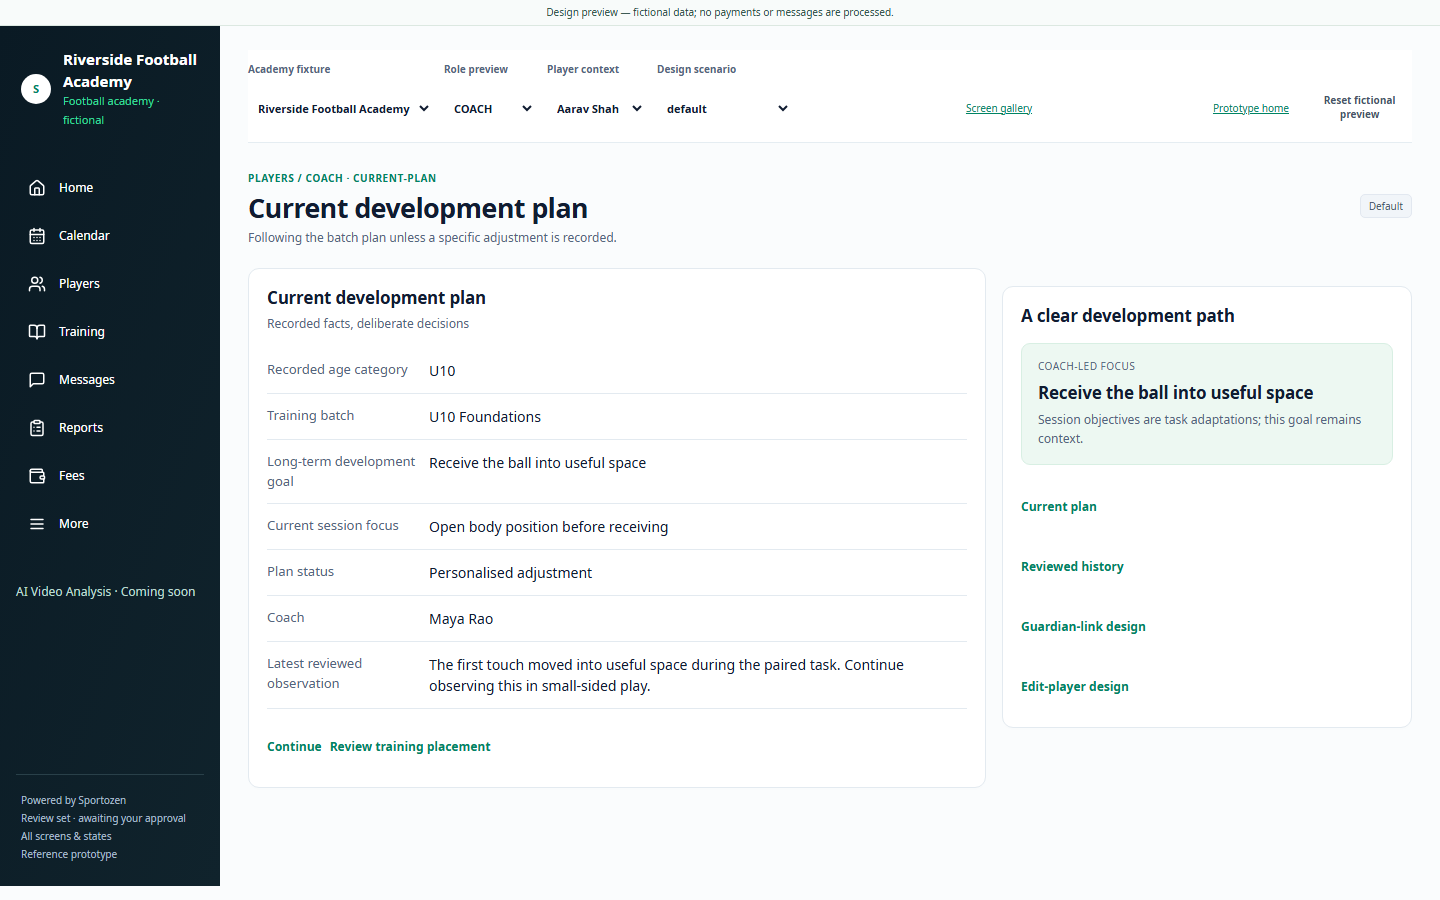 Design preview — fictional data; no payments or messages are processed.
S
Riverside Football
Academy
Football academy ·
fictional
Home
Calendar
Players
Training
Messages
Reports
Fees
More
AI Video Analysis · Coming soon
Powered by Sportozen
Review set · awaiting your approval
All screens & states
Reference prototype
Academy fixture
Role preview
Player context
Design scenario
Riverside Football Academy
COACH
Aarav Shah
default
Screen gallery
Prototype home
Reset fictional
preview
PLAYERS / COACH · CURRENT-PLAN
Current development plan
Following the batch plan unless a specific adjustment is recorded.
Default
Current development plan
Recorded facts, deliberate decisions
Recorded age category
U10
Training batch
U10 Foundations
Long-term development
goal
Receive the ball into useful space
Current session focus
Open body position before receiving
Plan status
Personalised adjustment
Coach
Maya Rao
Latest reviewed
observation
The first touch moved into useful space during the paired task. Continue
observing this in small-sided play.
Continue
Review training placement
A clear development path
COACH-LED FOCUS
Receive the ball into useful space
Session objectives are task adaptations; this goal remains
context.
Current plan
Reviewed history
Guardian-link design
Edit-player design